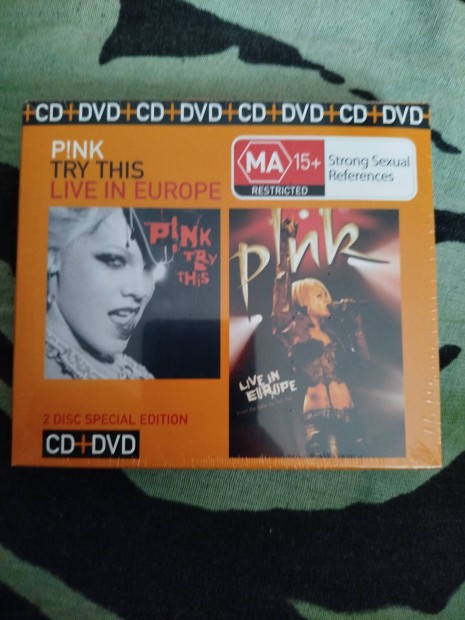 +CD+DVD+CD+DVD+CD+DVD+CD+DVD+
P!NK
TRY THIS
LIVE IN EUROPE
MA 15+
RESTRICTED
Strong Sexual
References
P!NK
TRY
THiS
p!nk
LiVE iN
EUROPE
2 DISC SPECIAL EDITION
CD+DVD